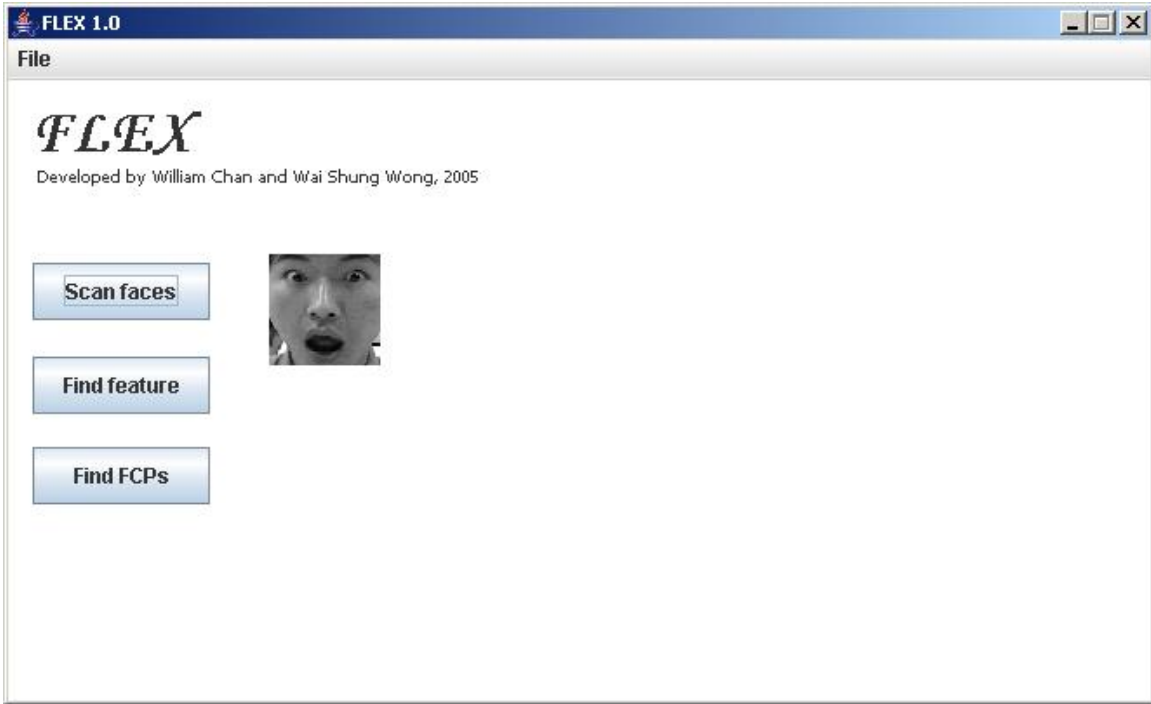 FLEX 1.0
File
FLEX
Developed by William Chan and Wai Shung Wong, 2005
Scan faces
Find feature
Find FCPs